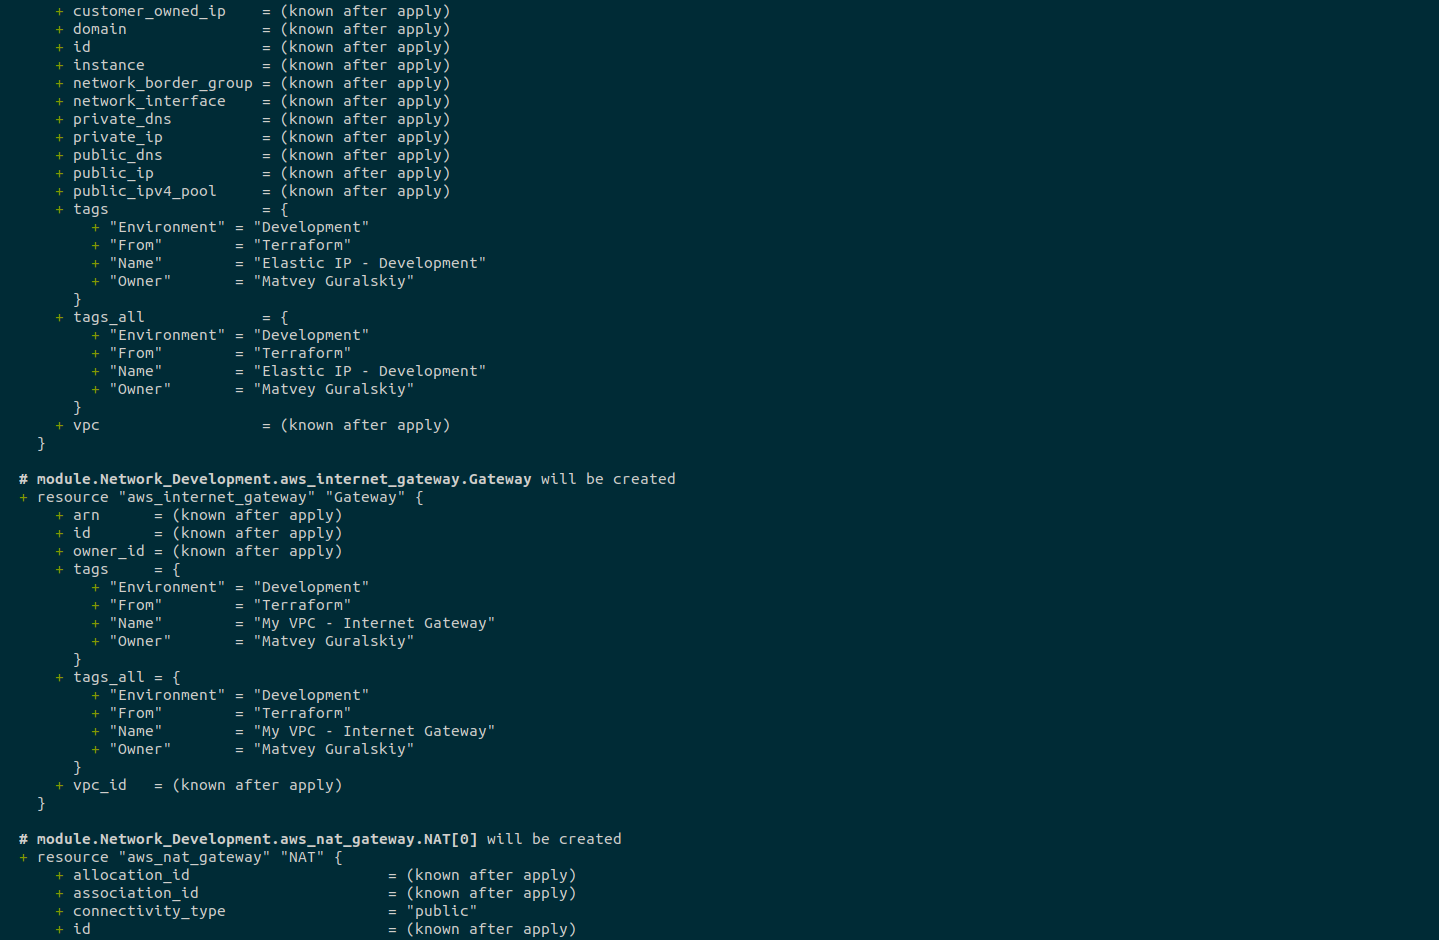 + customer_owned_ip    = (known after apply)
+ domain               = (known after apply)
+ id                   = (known after apply)
+ instance             = (known after apply)
+ network_border_group = (known after apply)
+ network_interface    = (known after apply)
+ private_dns          = (known after apply)
+ private_ip           = (known after apply)
+ public_dns           = (known after apply)
+ public_ip            = (known after apply)
+ public_ipv4_pool     = (known after apply)
+ tags                 = {
+ "Environment" = "Development"
+ "From"        = "Terraform"
+ "Name"        = "Elastic IP - Development"
+ "Owner"       = "Matvey Guralskiy"
}
+ tags_all             = {
+ "Environment" = "Development"
+ "From"        = "Terraform"
+ "Name"        = "Elastic IP - Development"
+ "Owner"       = "Matvey Guralskiy"
}
+ vpc                  = (known after apply)
}
# module.Network_Development.aws_internet_gateway.Gateway will be created
+ resource "aws_internet_gateway" "Gateway" {
+ arn      = (known after apply)
+ id       = (known after apply)
+ owner_id = (known after apply)
+ tags     = {
+ "Environment" = "Development"
+ "From"        = "Terraform"
+ "Name"        = "My VPC - Internet Gateway"
+ "Owner"       = "Matvey Guralskiy"
}
+ tags_all = {
+ "Environment" = "Development"
+ "From"        = "Terraform"
+ "Name"        = "My VPC - Internet Gateway"
+ "Owner"       = "Matvey Guralskiy"
}
+ vpc_id   = (known after apply)
}
# module.Network_Development.aws_nat_gateway.NAT[0] will be created
+ resource "aws_nat_gateway" "NAT" {
+ allocation_id                      = (known after apply)
+ association_id                     = (known after apply)
+ connectivity_type                  = "public"
+ id                                 = (known after apply)